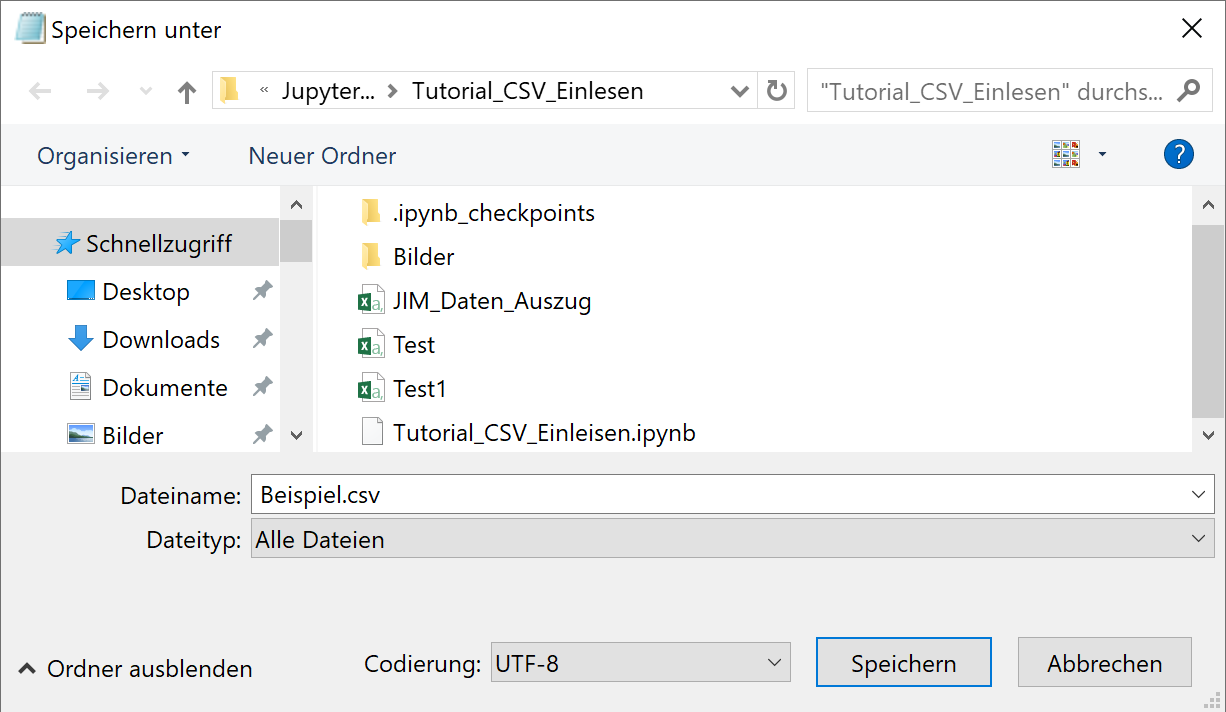 Speichern unter
« Jupyter... > Tutorial_CSV_Einlesen
"Tutorial_CSV_Einlesen" durchs...
Organisieren
Neuer Ordner
?
Schnellzugriff
Desktop
Downloads
Dokumente
Bilder
.ipynb_checkpoints
Bilder
JIM_Daten_Auszug
Test
Test1
Tutorial_CSV_Einleisen.ipynb
Dateiname: Beispiel.csv
Dateityp: Alle Dateien
Ordner ausblenden
Codierung: UTF-8
Speichern
Abbrechen